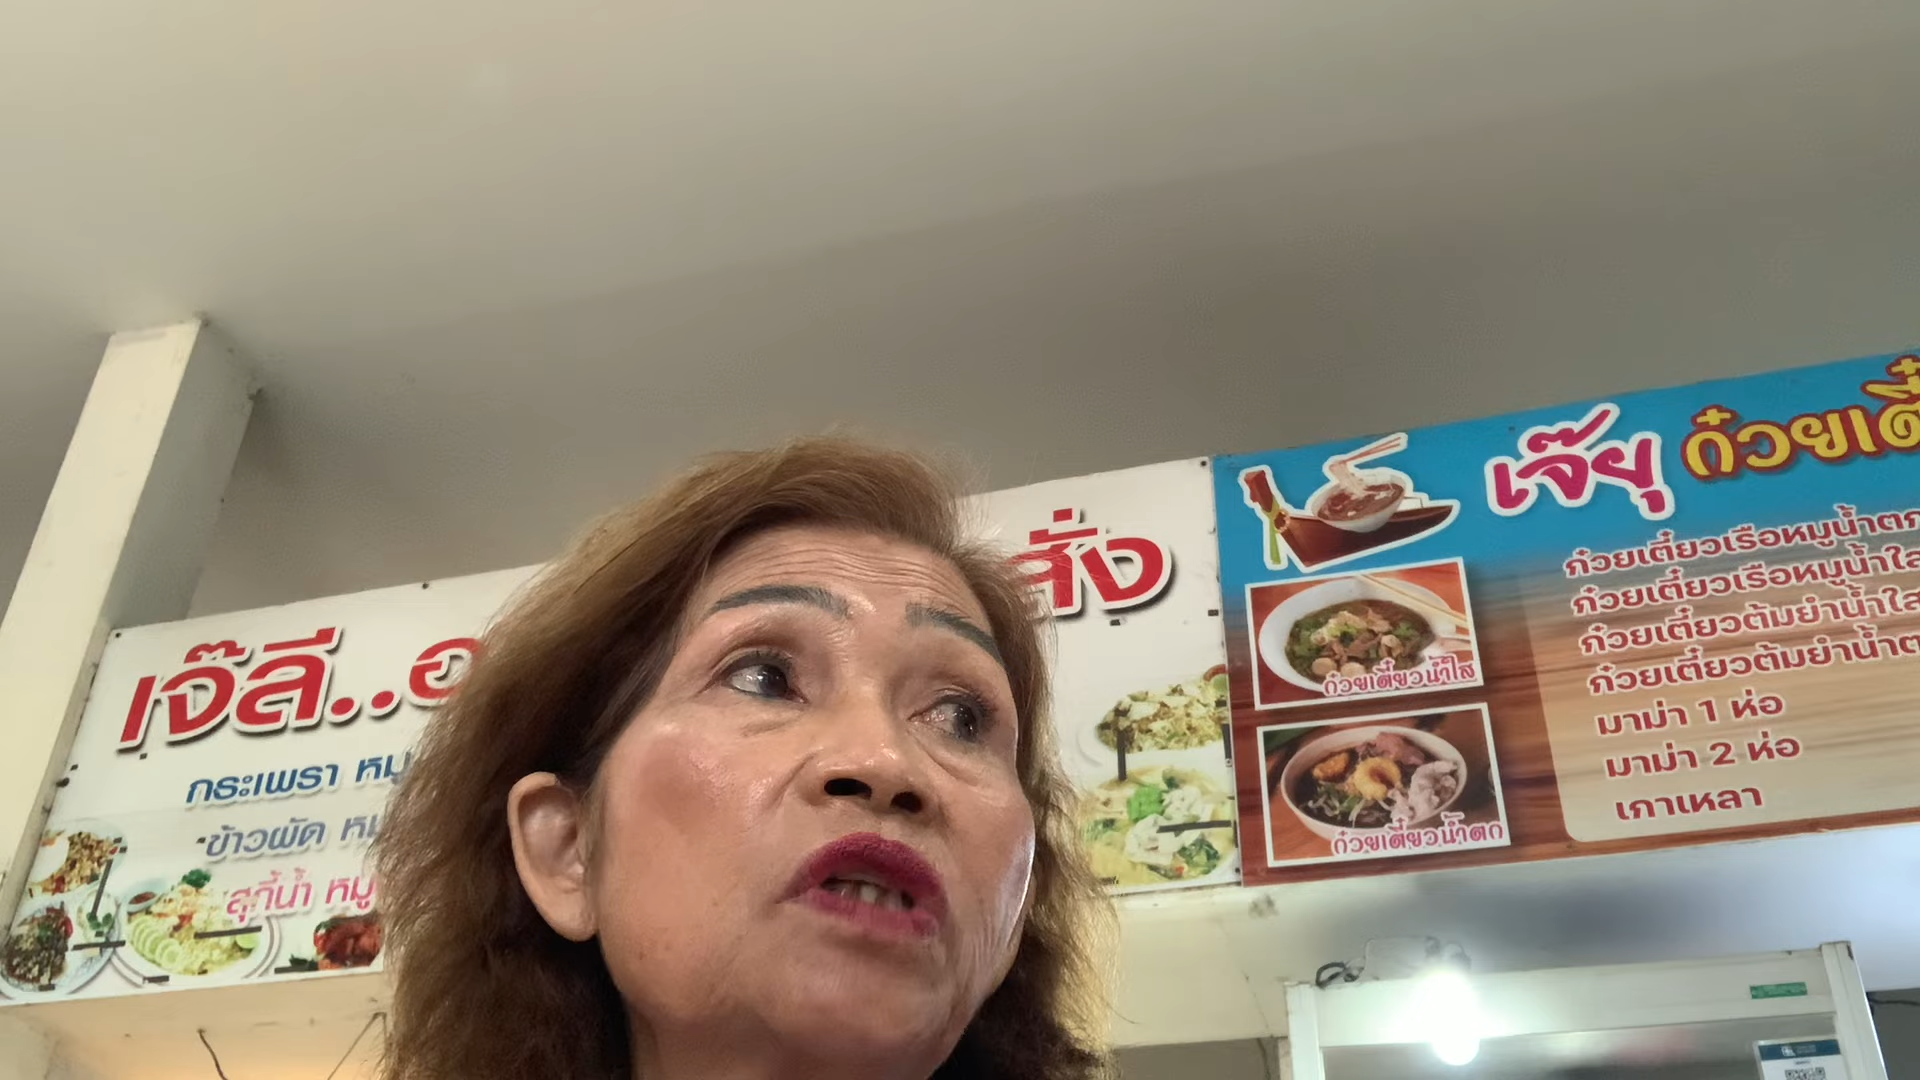 เจ๊ลี..อ
สั่ง
กระเพรา หมู
ข้าวผัด หมู
สุกี้น้ำ หมู
เจ๊ยุ ก๋วยเตี๋
ก๋วยเตี๋ยวเรือหมูน้ำตก
ก๋วยเตี๋ยวเรือหมูน้ำใส
ก๋วยเตี๋ยวต้มยำน้ำใส
ก๋วยเตี๋ยวต้มยำน้ำต
มาม่า 1 ห่อ
มาม่า 2 ห่อ
เกาเหลา
ก๋วยเตี๋ยวน้ำใส
ก๋วยเตี๋ยวน้ำตก